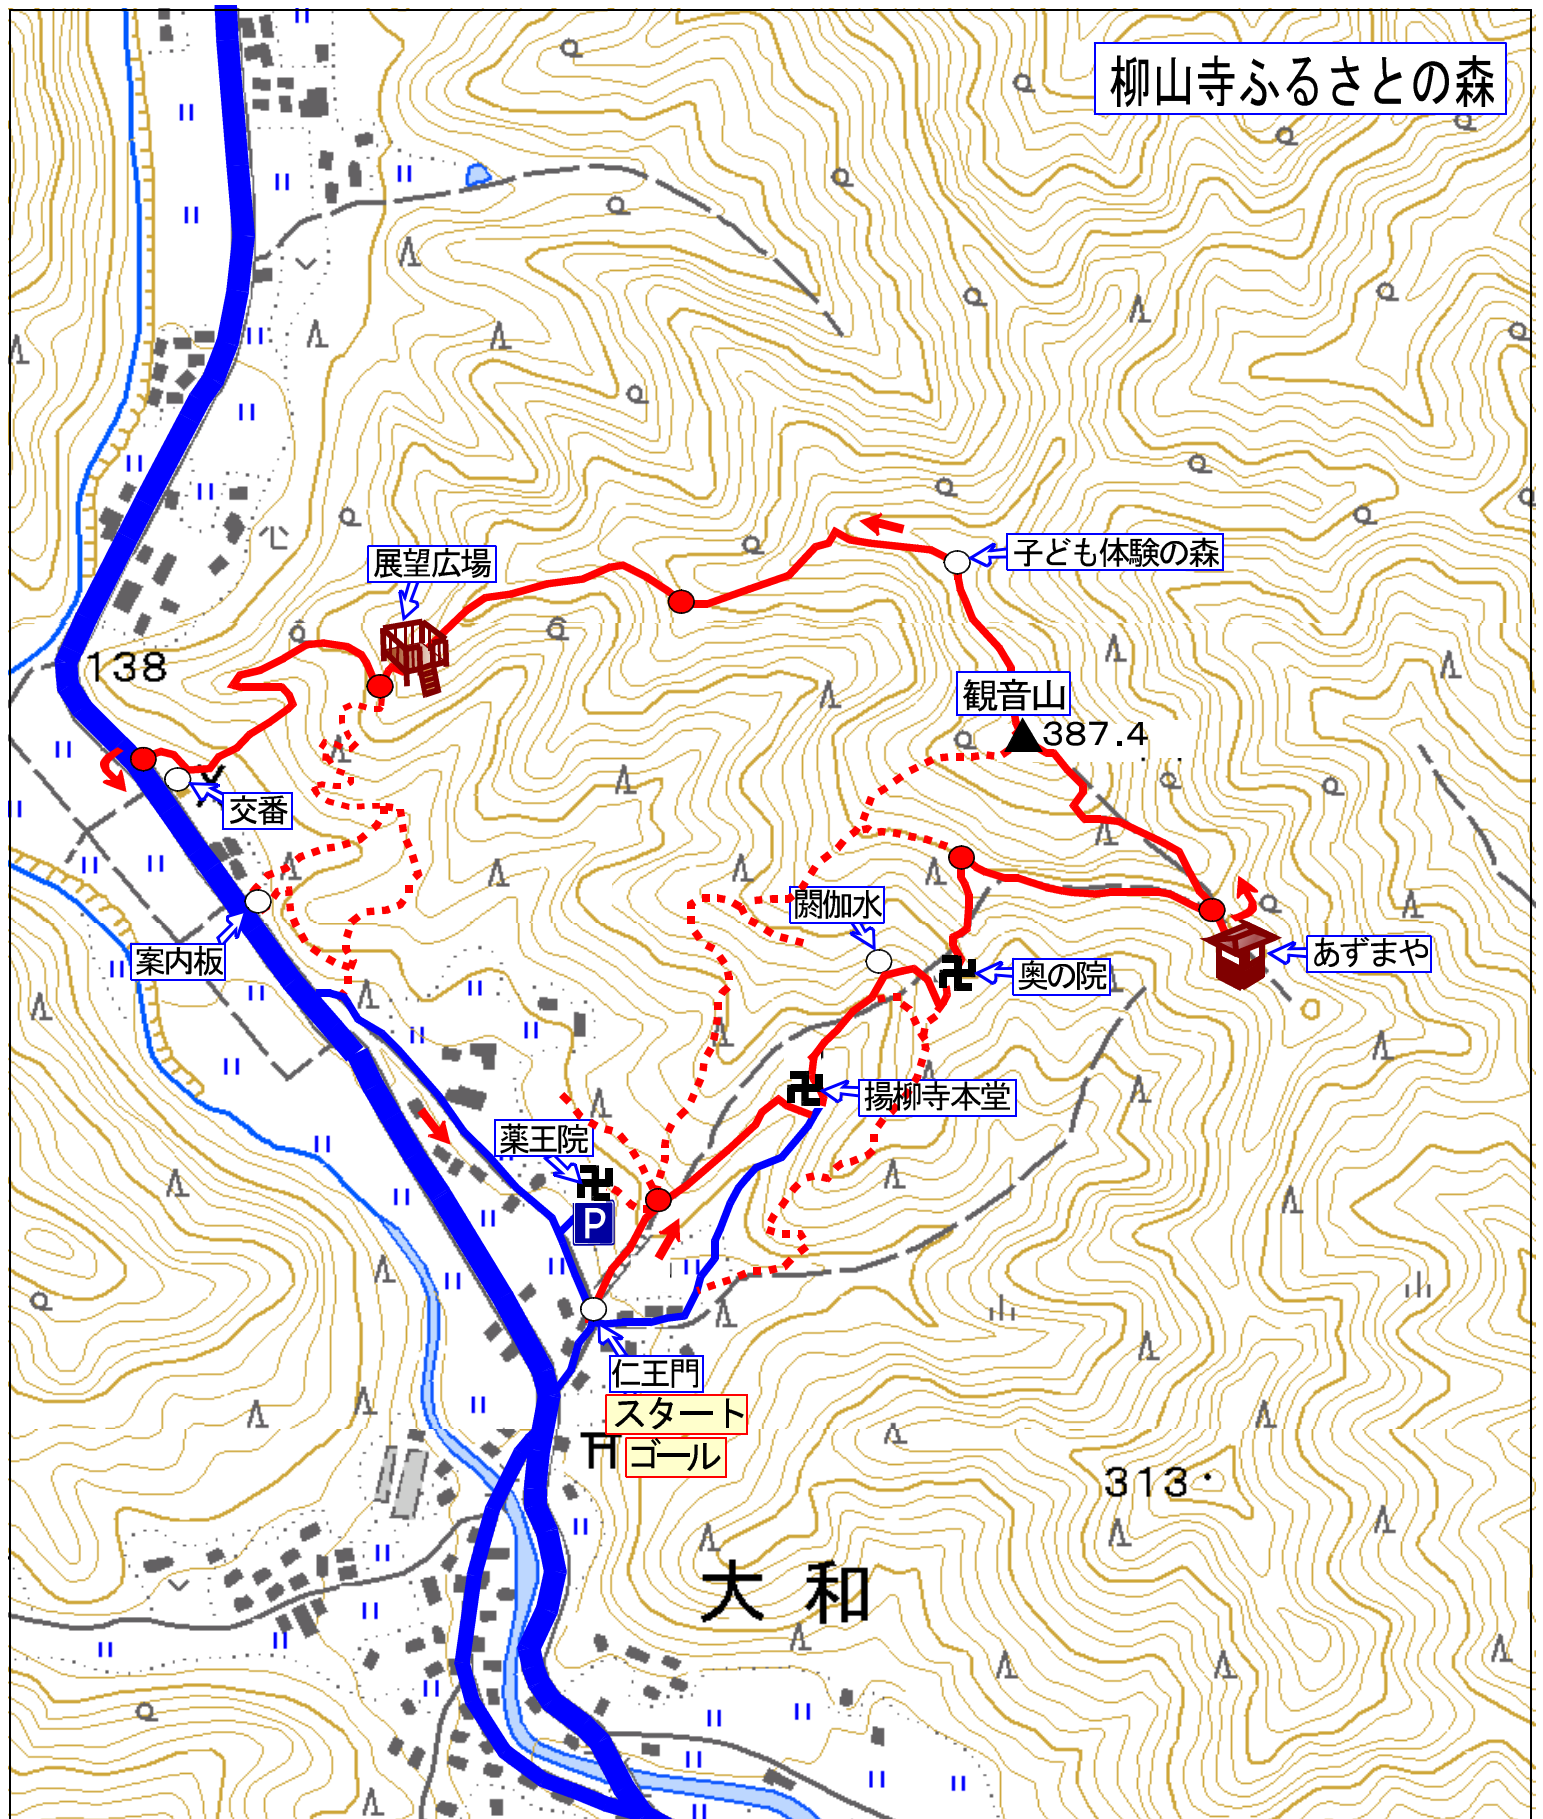 柳山寺ふるさとの森
展望広場
子ども体験の森
138
観音山
387.4
交番
閼伽水
案内板
あずまや
奥の院
揚柳寺本堂
薬王院
P
仁王門
スタート
ゴール
313
大和